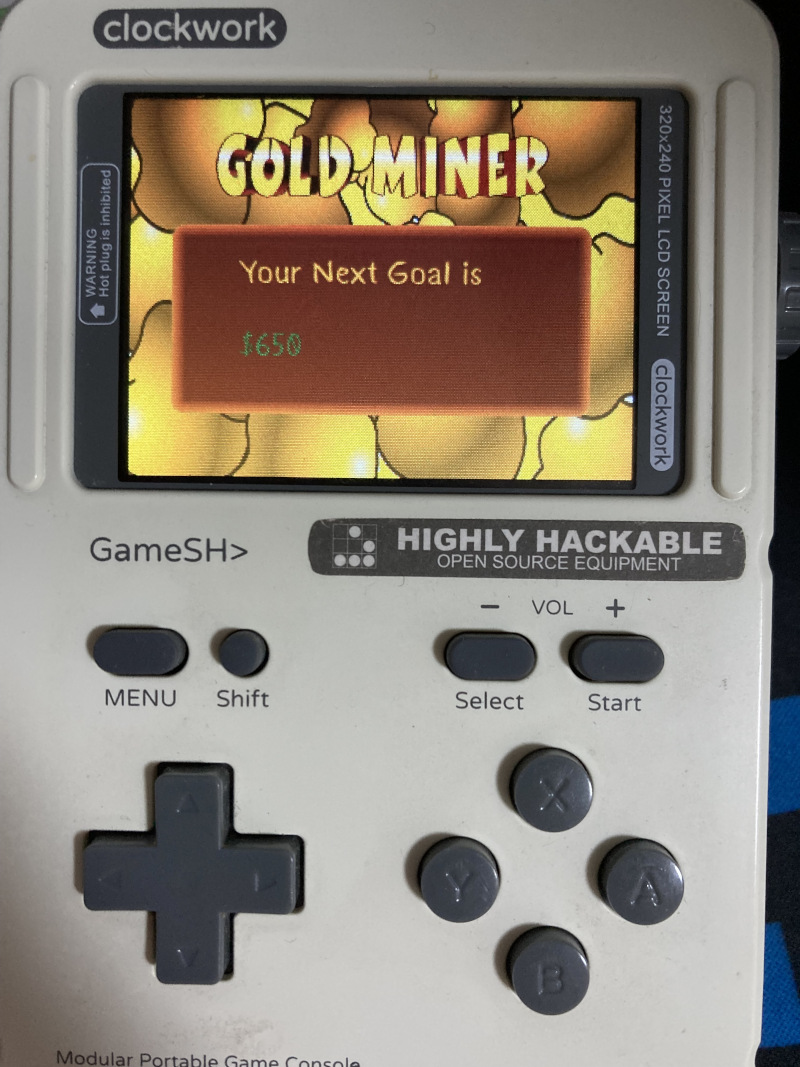 clockwork
WARNING
Hot plug is inhibited
GOLD MINER
Your Next Goal is
$650
320x240 PIXEL LCD SCREEN
clockwork
GameSH>
HIGHLY HACKABLE
OPEN SOURCE EQUIPMENT
- VOL +
MENU
Shift
Select
Start
X
Y
A
B
Modular Portable Game Console